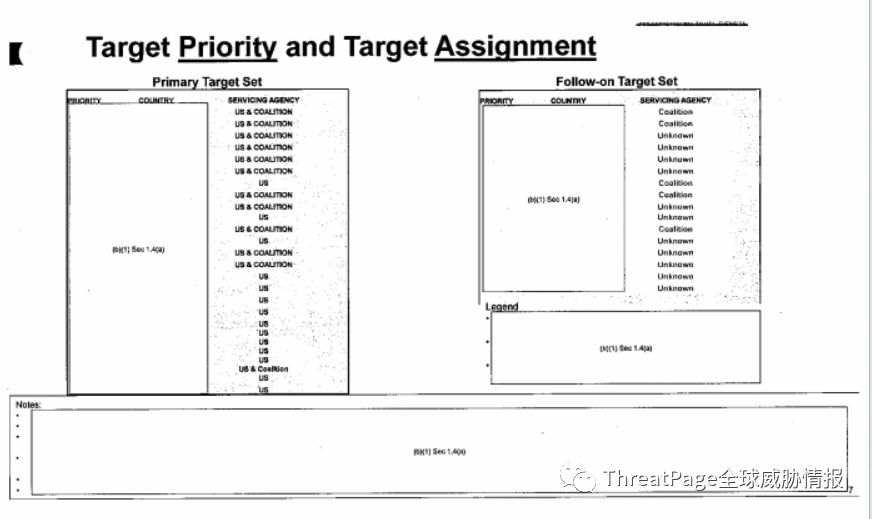 Target Priority and Target Assignment
Primary Target Set
PRIORITY COUNTRY SERVICING AGENCY
US & COALITION
US & COALITION
US & COALITION
US & COALITION
US & COALITION
US & COALITION
US
US & COALITION
US & COALITION
US
US & COALITION
US
US & COALITION
US & COALITION
US
US
US
US
US
US
US
US
US
US & Coalition
US
US
(b)(1) Sec 1.4(a)
Follow-on Target Set
PRIORITY COUNTRY SERVICING AGENCY
Coalition
Coalition
Unknown
Unknown
Unknown
Unknown
Coalition
Coalition
Unknown
Unknown
Coalition
Unknown
Unknown
Unknown
Unknown
Unknown
(b)(1) Sec 1.4(a)
Legend
(b)(1) Sec 1.4(a)
Notes:
(b)(1) Sec 1.4(a)
ThreatPage全球威胁情报
7